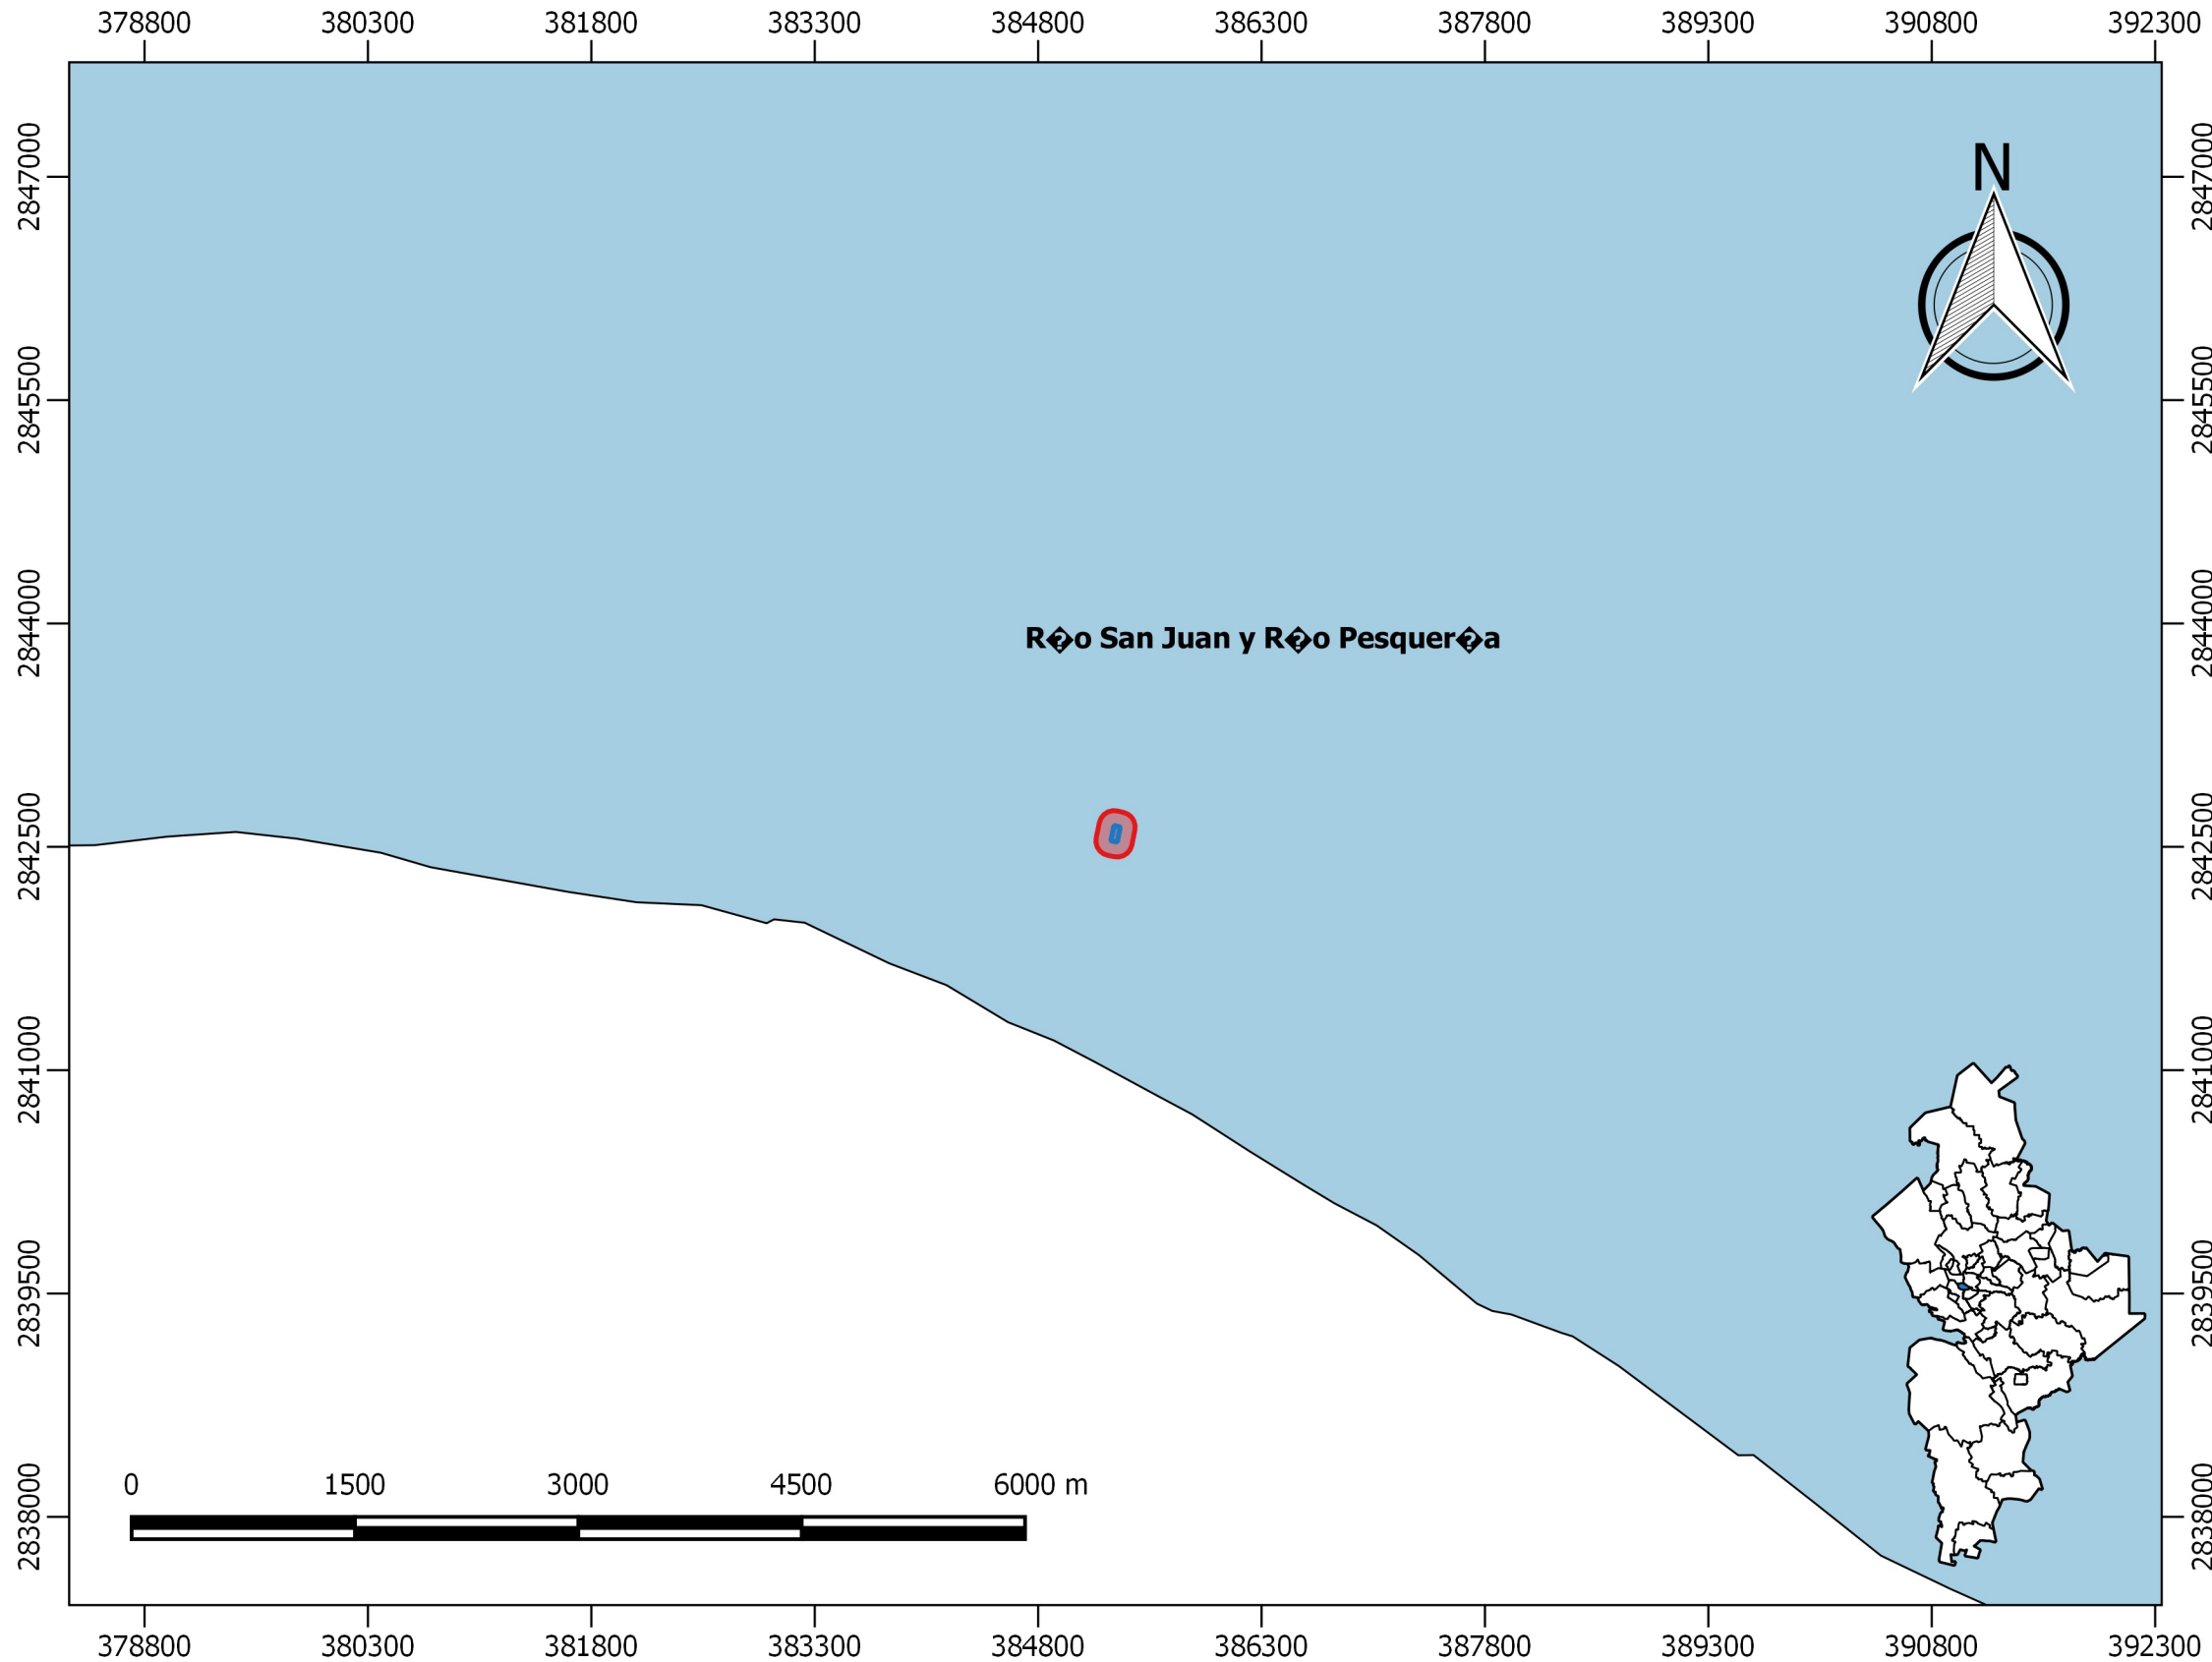 378800 380300 381800 383300 384800 386300 387800 389300 390800 392300
N
2847000 2847000
2845500 2845500
2844000 2844000
R�o San Juan y R�o Pesquer�a
2842500 2842500
2841000 2841000
2839500 2839500
2838000 2838000
0 1500 3000 4500 6000 m
378800 380300 381800 383300 384800 386300 387800 389300 390800 392300